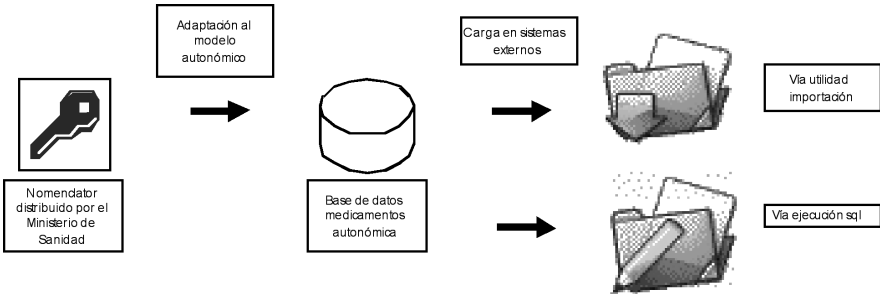 Adaptación al
modelo
autonómico
Carga en sistemas
externos
Vía utilidad
importación
Nomendator
distribuido por el
Ministerio de
Sanidad
Base de datos
medicamentos
autonómica
Vía ejecución sql